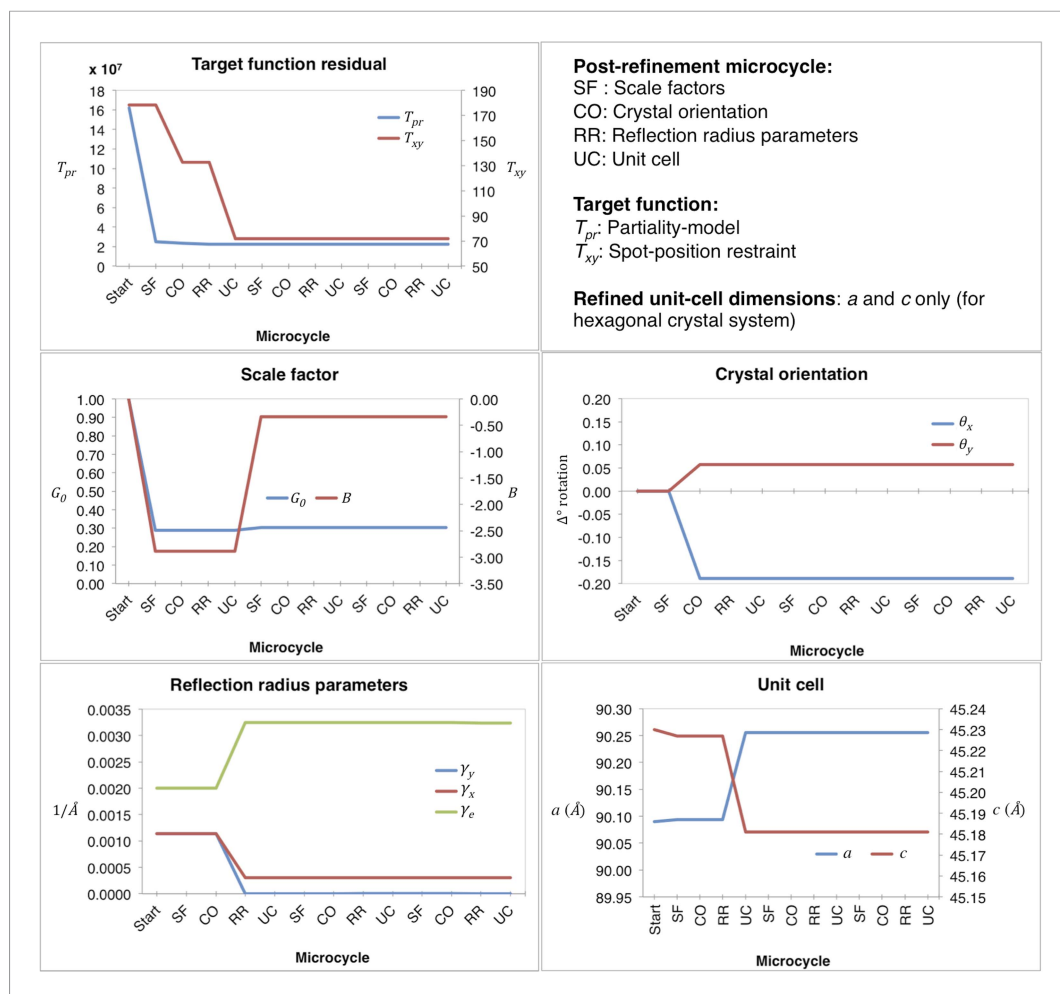 Target function residual
x 10⁷
18
16
14
12
10
8
6
4
2
0
T_pr
190
170
150
130
110
90
70
50
T_xy
T_pr
T_xy
Start SF CO RR UC SF CO RR UC SF CO RR UC
Microcycle
Post-refinement microcycle:
SF : Scale factors
CO: Crystal orientation
RR: Reflection radius parameters
UC: Unit cell
Target function:
T_pr: Partiality-model
T_xy: Spot-position restraint
Refined unit-cell dimensions: a and c only (for
hexagonal crystal system)
Scale factor
1.00
0.90
0.80
0.70
0.60
0.50
0.40
0.30
0.20
0.10
0.00
G₀
0.00
-0.50
-1.00
-1.50
-2.00
-2.50
-3.00
-3.50
B
G₀ B
Start SF CO RR UC SF CO RR UC SF CO RR UC
Microcycle
Crystal orientation
0.20
0.15
0.10
0.05
0.00
-0.05
-0.10
-0.15
-0.20
Δ° rotation
θ_x
θ_y
Start SF CO RR UC SF CO RR UC SF CO RR UC
Microcycle
Reflection radius parameters
0.0035
0.0030
0.0025
0.0020
0.0015
0.0010
0.0005
0.0000
1/Å
γ_y
γ_x
γ_e
Start SF CO RR UC SF CO RR UC SF CO RR UC
Microcycle
Unit cell
90.30
90.25
90.20
90.15
90.10
90.05
90.00
89.95
a (Å)
45.24
45.23
45.22
45.21
45.20
45.19
45.18
45.17
45.16
45.15
c (Å)
a c
Start SF CO RR UC SF CO RR UC SF CO RR UC
Microcycle